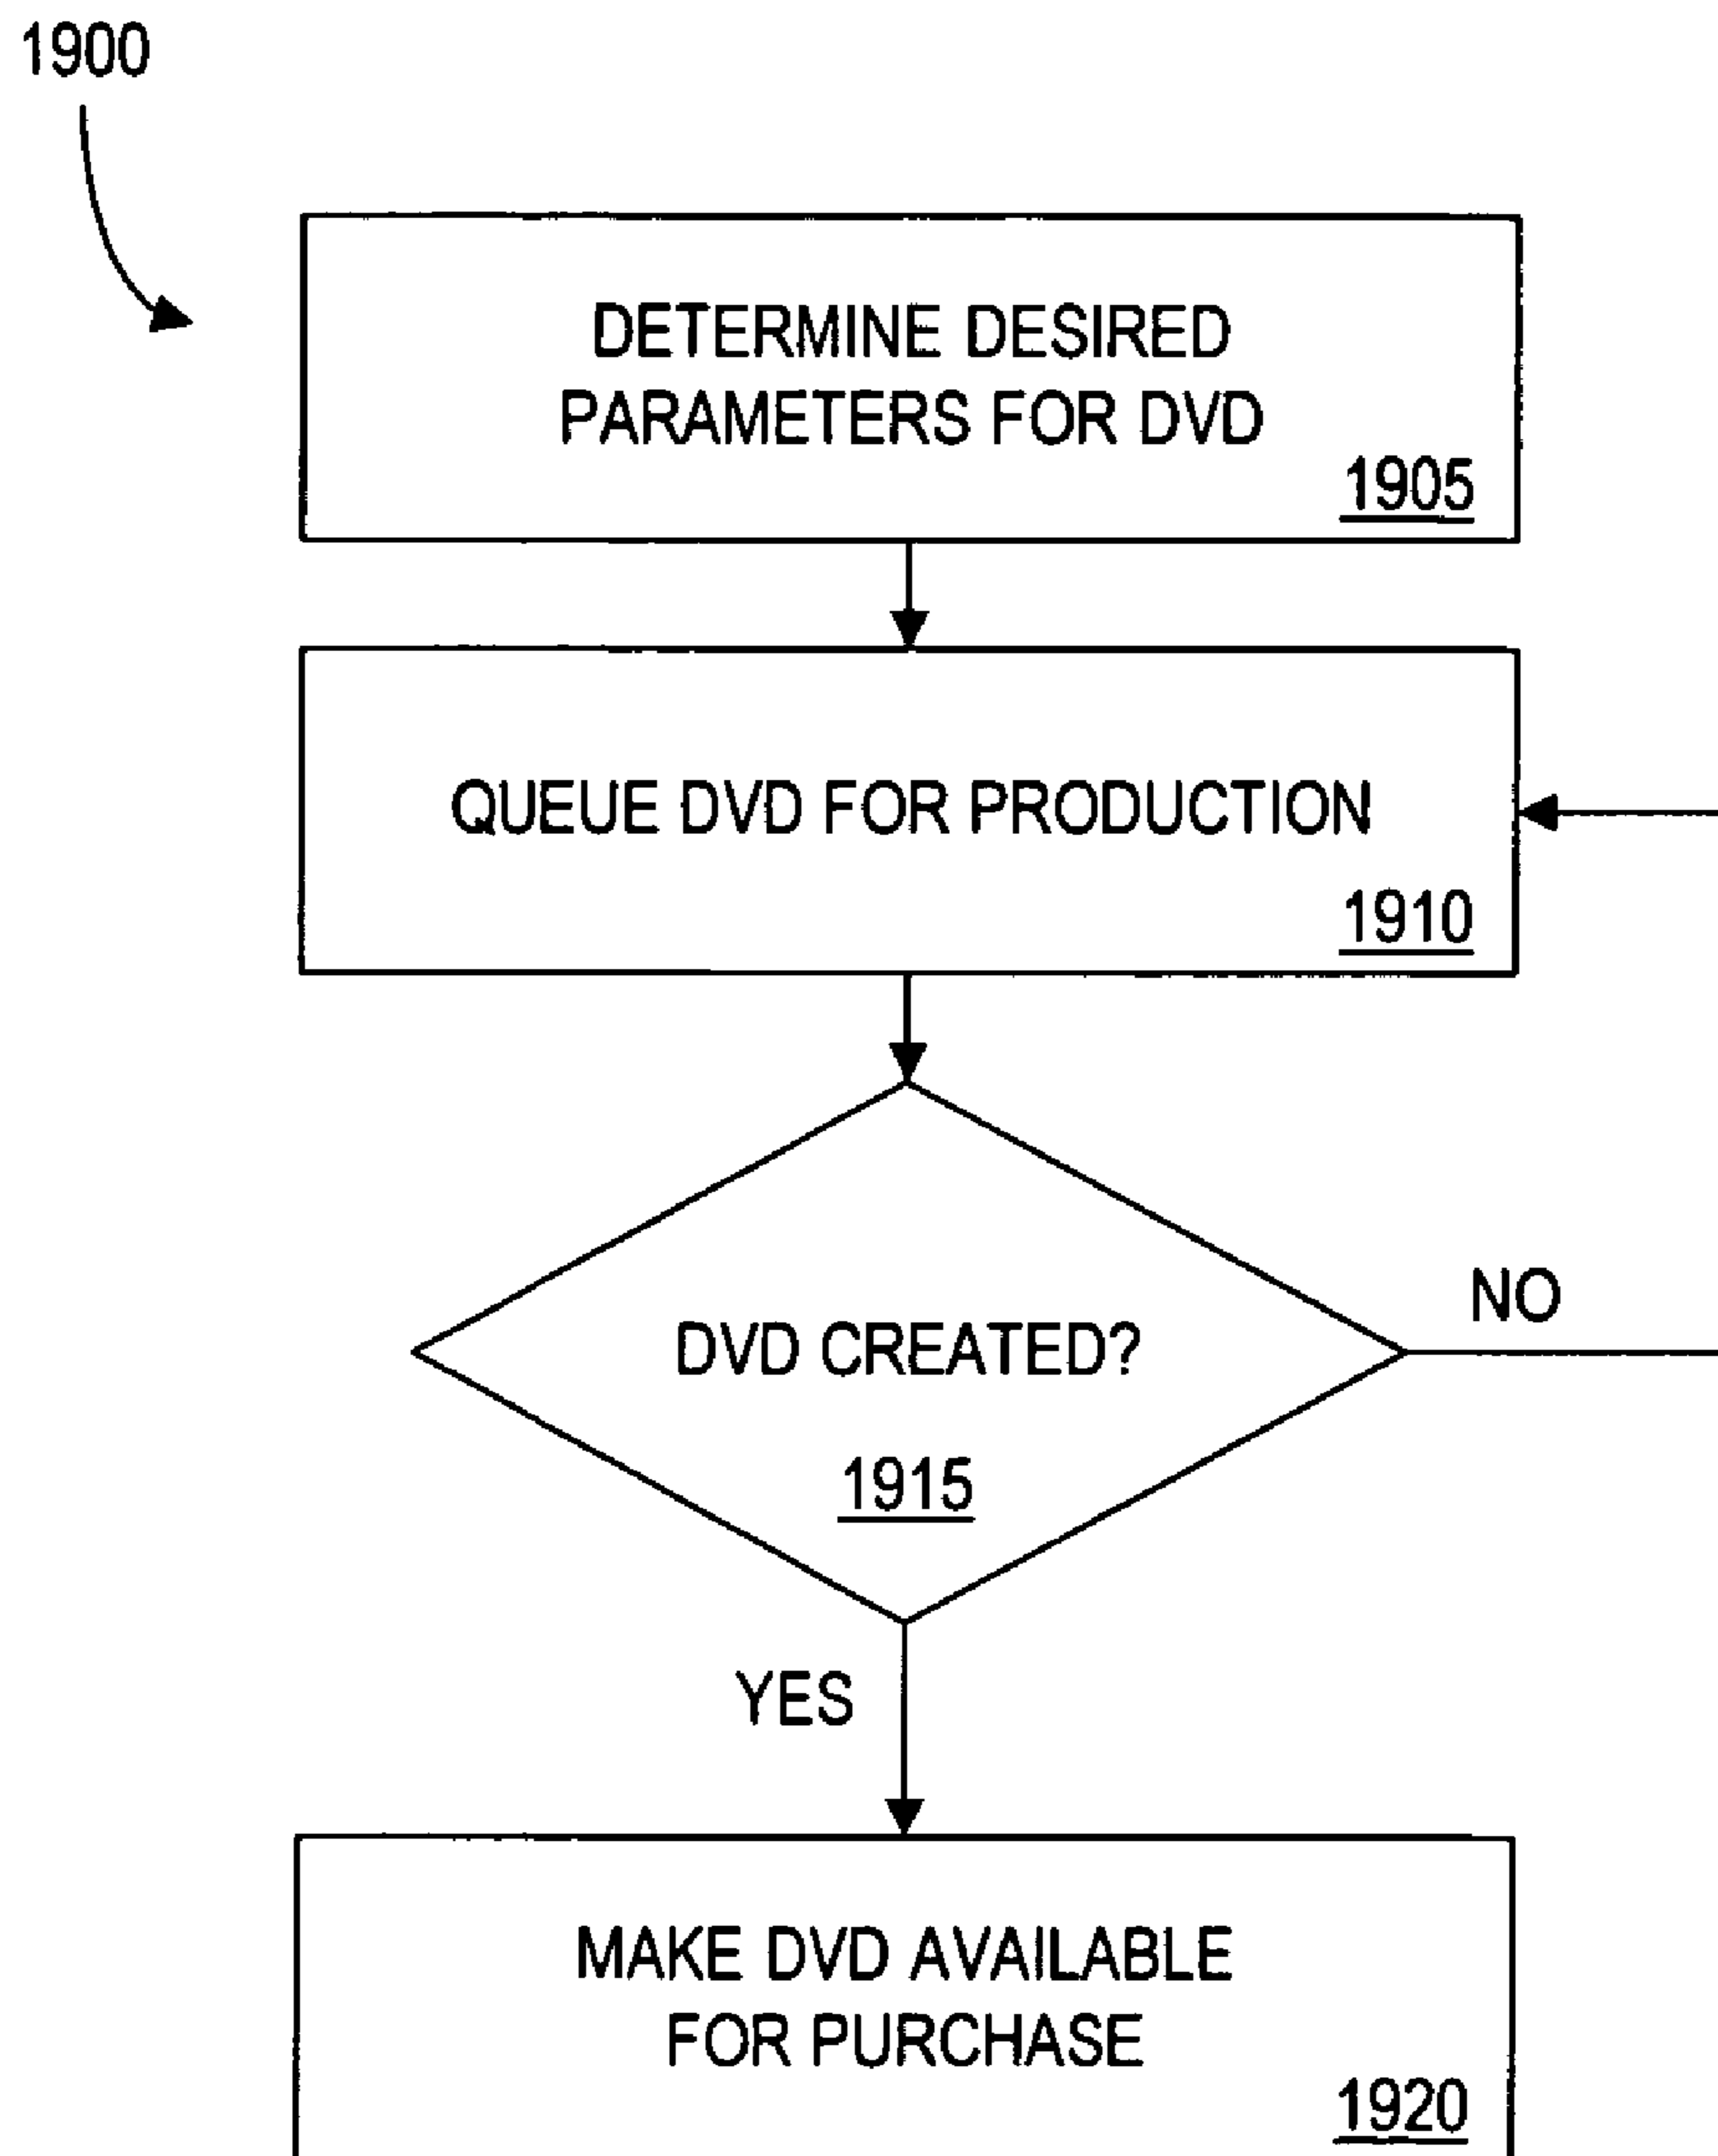 1900
DETERMINE DESIRED
PARAMETERS FOR DVD
1905
QUEUE DVD FOR PRODUCTION
1910
DVD CREATED?
1915
NO
YES
MAKE DVD AVAILABLE
FOR PURCHASE
1920